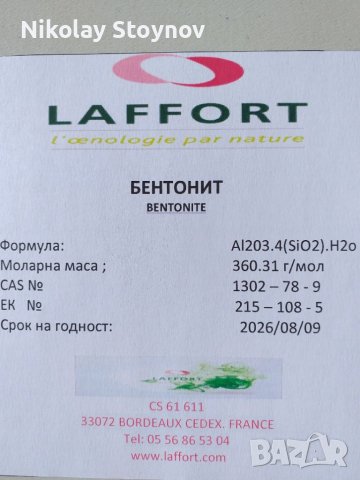 Nikolay Stoynov
LAFFORT
l'œnologie par nature
БЕНТОНИТ
BENTONITE
Формула: Al203.4(SiO2).H2o
Моларна маса ; 360.31 г/мол
CAS № 1302 – 78 - 9
ЕК № 215 – 108 - 5
Срок на годност: 2026/08/09
CS 61 611
33072 BORDEAUX CEDEX. FRANCE
Tel: 05 56 86 53 04
www.laffort.com
BAZAR